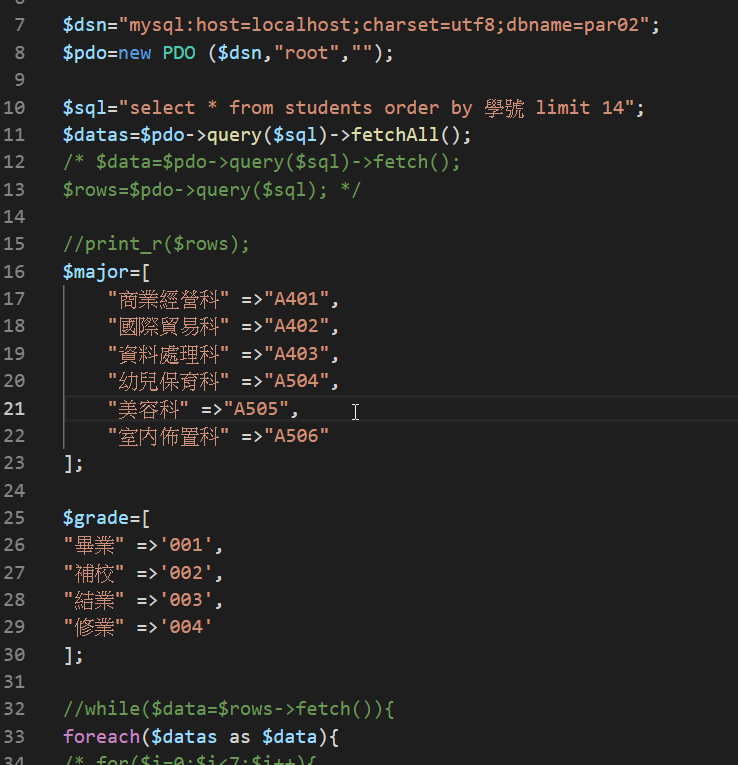 7 $dsn="mysql:host=localhost;charset=utf8;dbname=par02";
8 $pdo=new PDO ($dsn,"root","");
9
10 $sql="select * from students order by 學號 limit 14";
11 $datas=$pdo->query($sql)->fetchAll();
12 /* $data=$pdo->query($sql)->fetch();
13 $rows=$pdo->query($sql); */
14
15 //print_r($rows);
16 $major=[
17 "商業經營科" =>"A401",
18 "國際貿易科" =>"A402",
19 "資料處理科" =>"A403",
20 "幼兒保育科" =>"A504",
21 "美容科" =>"A505",
22 "室內佈置科" =>"A506"
23 ];
24
25 $grade=[
26 "畢業" =>'001',
27 "補校" =>'002',
28 "結業" =>'003',
29 "修業" =>'004'
30 ];
31
32 //while($data=$rows->fetch()){
33 foreach($datas as $data){
34 /* for($i=0;$i<7;$i++){